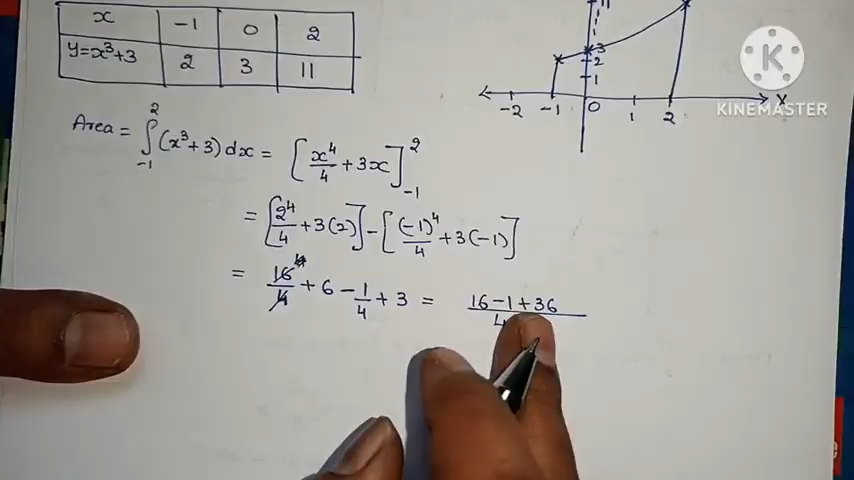 x -1 0 2
y=x³+3 2 3 11
11
3
2
1
-2 -1 0 1 2 X
KINEMASTER
Area = ∫₋₁² (x³+3) dx = [x⁴/4 + 3x]₋₁²
= [2⁴/4 + 3(2)] - [(-1)⁴/4 + 3(-1)]
= 16/4 4 + 6 - 1/4 + 3 = 16-1+36/4